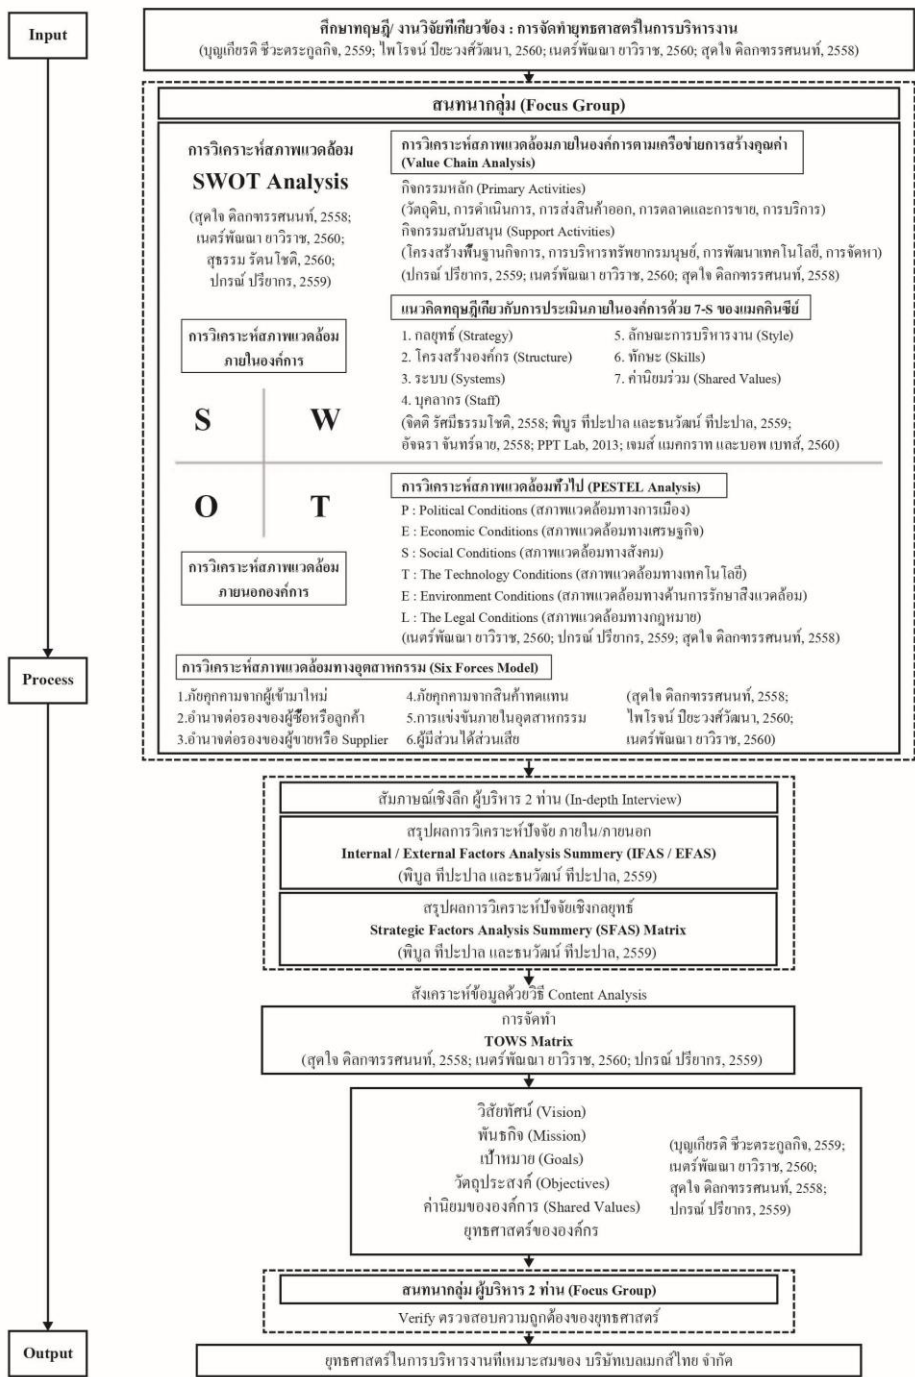 Input
ศึกษาทฤษฎี/ งานวิจัยที่เกี่ยวข้อง : การจัดทำยุทธศาสตร์ในการบริหารงาน
(บุญเกียรติ ชีวะตระกูลกิจ, 2559; ไพโรจน์ ปิยะวงศ์วัฒนา, 2560; เนตร์พัณณา ยาวิราช, 2560; สุดใจ ดิลกฑรรศนนท์, 2558)
สนทนากลุ่ม (Focus Group)
การวิเคราะห์สภาพแวดล้อม
SWOT Analysis
(สุดใจ ดิลกฑรรศนนท์, 2558;
เนตร์พัณณา ยาวิราช, 2560;
สุธรรม รัตนโชติ, 2560;
ปกรณ์ ปรียากร, 2559)
การวิเคราะห์สภาพแวดล้อมภายในองค์การตามเครือข่ายการสร้างคุณค่า
(Value Chain Analysis)
กิจกรรมหลัก (Primary Activities)
(วัตถุดิบ, การดำเนินการ, การส่งสินค้าออก, การตลาดและการขาย, การบริการ)
กิจกรรมสนับสนุน (Support Activities)
(โครงสร้างพื้นฐานกิจการ, การบริหารทรัพยากรมนุษย์, การพัฒนาเทคโนโลยี, การจัดหา)
(ปกรณ์ ปรียากร, 2559; เนตร์พัณณา ยาวิราช, 2560; สุดใจ ดิลกฑรรศนนท์, 2558)
การวิเคราะห์สภาพแวดล้อม
ภายในองค์การ
แนวคิดทฤษฎีเกี่ยวกับการประเมินภายในองค์การด้วย 7-S ของแมคคินซีย์
1. กลยุทธ์ (Strategy)
2. โครงสร้างองค์กร (Structure)
3. ระบบ (Systems)
4. บุคลากร (Staff)
5. ลักษณะการบริหารงาน (Style)
6. ทักษะ (Skills)
7. ค่านิยมร่วม (Shared Values)
(จิตติ รัศมีธรรมโชติ, 2558; พิบูร ทีปะปาล และธนวัฒน์ ทีปะปาล, 2559;
อัจฉรา จันทร์ฉาย, 2558; PPT Lab, 2013; เจมส์ แมคกราท และบอพ เบทส์, 2560)
S W
O T
การวิเคราะห์สภาพแวดล้อม
ภายนอกองค์การ
การวิเคราะห์สภาพแวดล้อมทั่วไป (PESTEL Analysis)
P : Political Conditions (สภาพแวดล้อมทางการเมือง)
E : Economic Conditions (สภาพแวดล้อมทางเศรษฐกิจ)
S : Social Conditions (สภาพแวดล้อมทางสังคม)
T : The Technology Conditions (สภาพแวดล้อมทางเทคโนโลยี)
E : Environment Conditions (สภาพแวดล้อมทางด้านการรักษาสิ่งแวดล้อม)
L : The Legal Conditions (สภาพแวดล้อมทางกฎหมาย)
(เนตร์พัณณา ยาวิราช, 2560; ปกรณ์ ปรียากร, 2559; สุดใจ ดิลกฑรรศนนท์, 2558)
Process
การวิเคราะห์สภาพแวดล้อมทางอุตสาหกรรม (Six Forces Model)
1.ภัยคุกคามจากผู้เข้ามาใหม่
2.อำนาจต่อรองของผู้ซื้อหรือลูกค้า
3.อำนาจต่อรองของผู้ขายหรือ Supplier
4.ภัยคุกคามจากสินค้าทดแทน
5.การแข่งขันภายในอุตสาหกรรม
6.ผู้มีส่วนได้ส่วนเสีย
(สุดใจ ดิลกฑรรศนนท์, 2558;
ไพโรจน์ ปิยะวงศ์วัฒนา, 2560;
เนตร์พัณณา ยาวิราช, 2560)
สัมภาษณ์เชิงลึก ผู้บริหาร 2 ท่าน (In-depth Interview)
สรุปผลการวิเคราะห์ปัจจัย ภายใน/ภายนอก
Internal / External Factors Analysis Summery (IFAS / EFAS)
(พิบูล ทีปะปาล และธนวัฒน์ ทีปะปาล, 2559)
สรุปผลการวิเคราะห์ปัจจัยเชิงกลยุทธ์
Strategic Factors Analysis Summery (SFAS) Matrix
(พิบูล ทีปะปาล และธนวัฒน์ ทีปะปาล, 2559)
สังเคราะห์ข้อมูลด้วยวิธี Content Analysis
การจัดทำ
TOWS Matrix
(สุดใจ ดิลกฑรรศนนท์, 2558; เนตร์พัณณา ยาวิราช, 2560; ปกรณ์ ปรียากร, 2559)
วิสัยทัศน์ (Vision)
พันธกิจ (Mission)
เป้าหมาย (Goals)
วัตถุประสงค์ (Objectives)
ค่านิยมขององค์การ (Shared Values)
ยุทธศาสตร์ขององค์กร
(บุญเกียรติ ชีวะตระกูลกิจ, 2559;
เนตร์พัณณา ยาวิราช, 2560;
สุดใจ ดิลกฑรรศนนท์, 2558;
ปกรณ์ ปรียากร, 2559)
สนทนากลุ่ม ผู้บริหาร 2 ท่าน (Focus Group)
Verify ตรวจสอบความถูกต้องของยุทธศาสตร์
Output
ยุทธศาสตร์ในการบริหารงานที่เหมาะสมของ บริษัทเบลเมกส์ไทย จำกัด